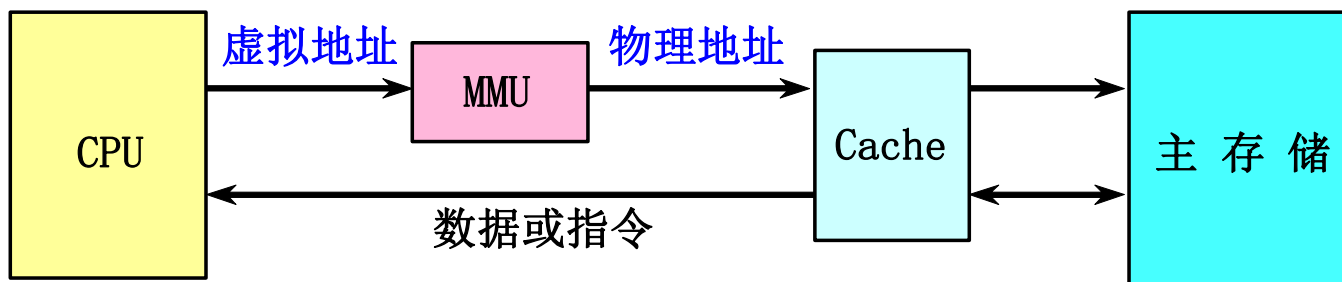 虚拟地址
物理地址
MMU
CPU
Cache
主 存 储
数据或指令